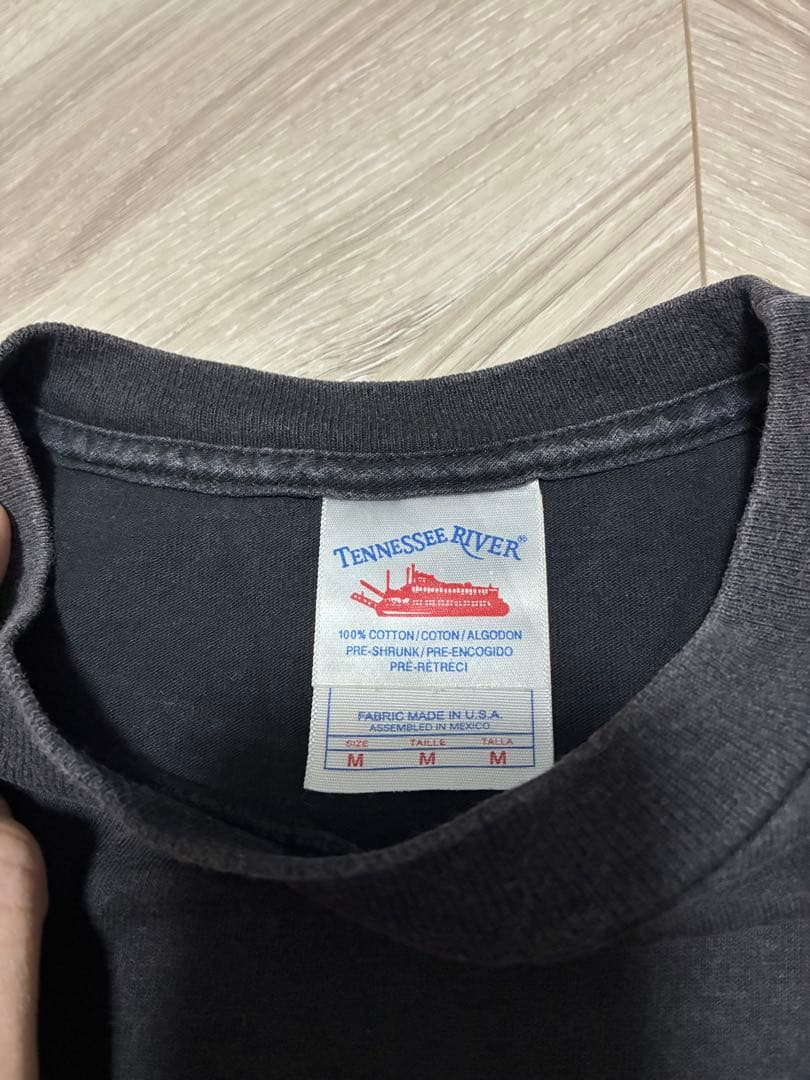 TENNESSEE RIVER®
100% COTTON/COTON/ALGODON
PRE-SHRUNK/PRE-ENCOGIDO
PRÉ-RÉTRÉCI
FABRIC MADE IN U.S.A.
ASSEMBLED IN MEXICO
SIZE TAILLE TALLA
M M M